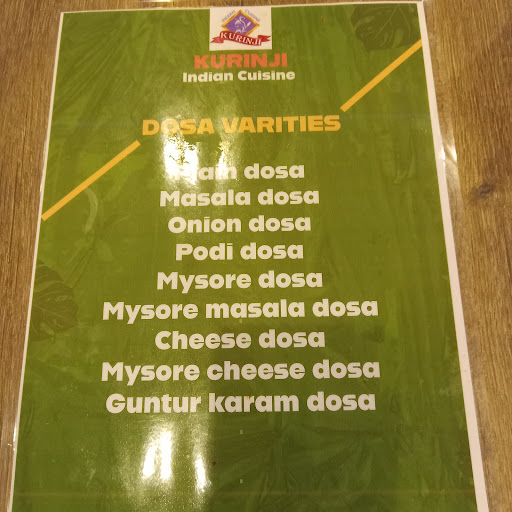 KURINJI
KURINJI
Indian Cuisine
DOSA VARITIES
dosa
Masala dosa
Onion dosa
Podi dosa
Mysore dosa
Mysore masala dosa
Cheese dosa
Mysore cheese dosa
Guntur karam dosa